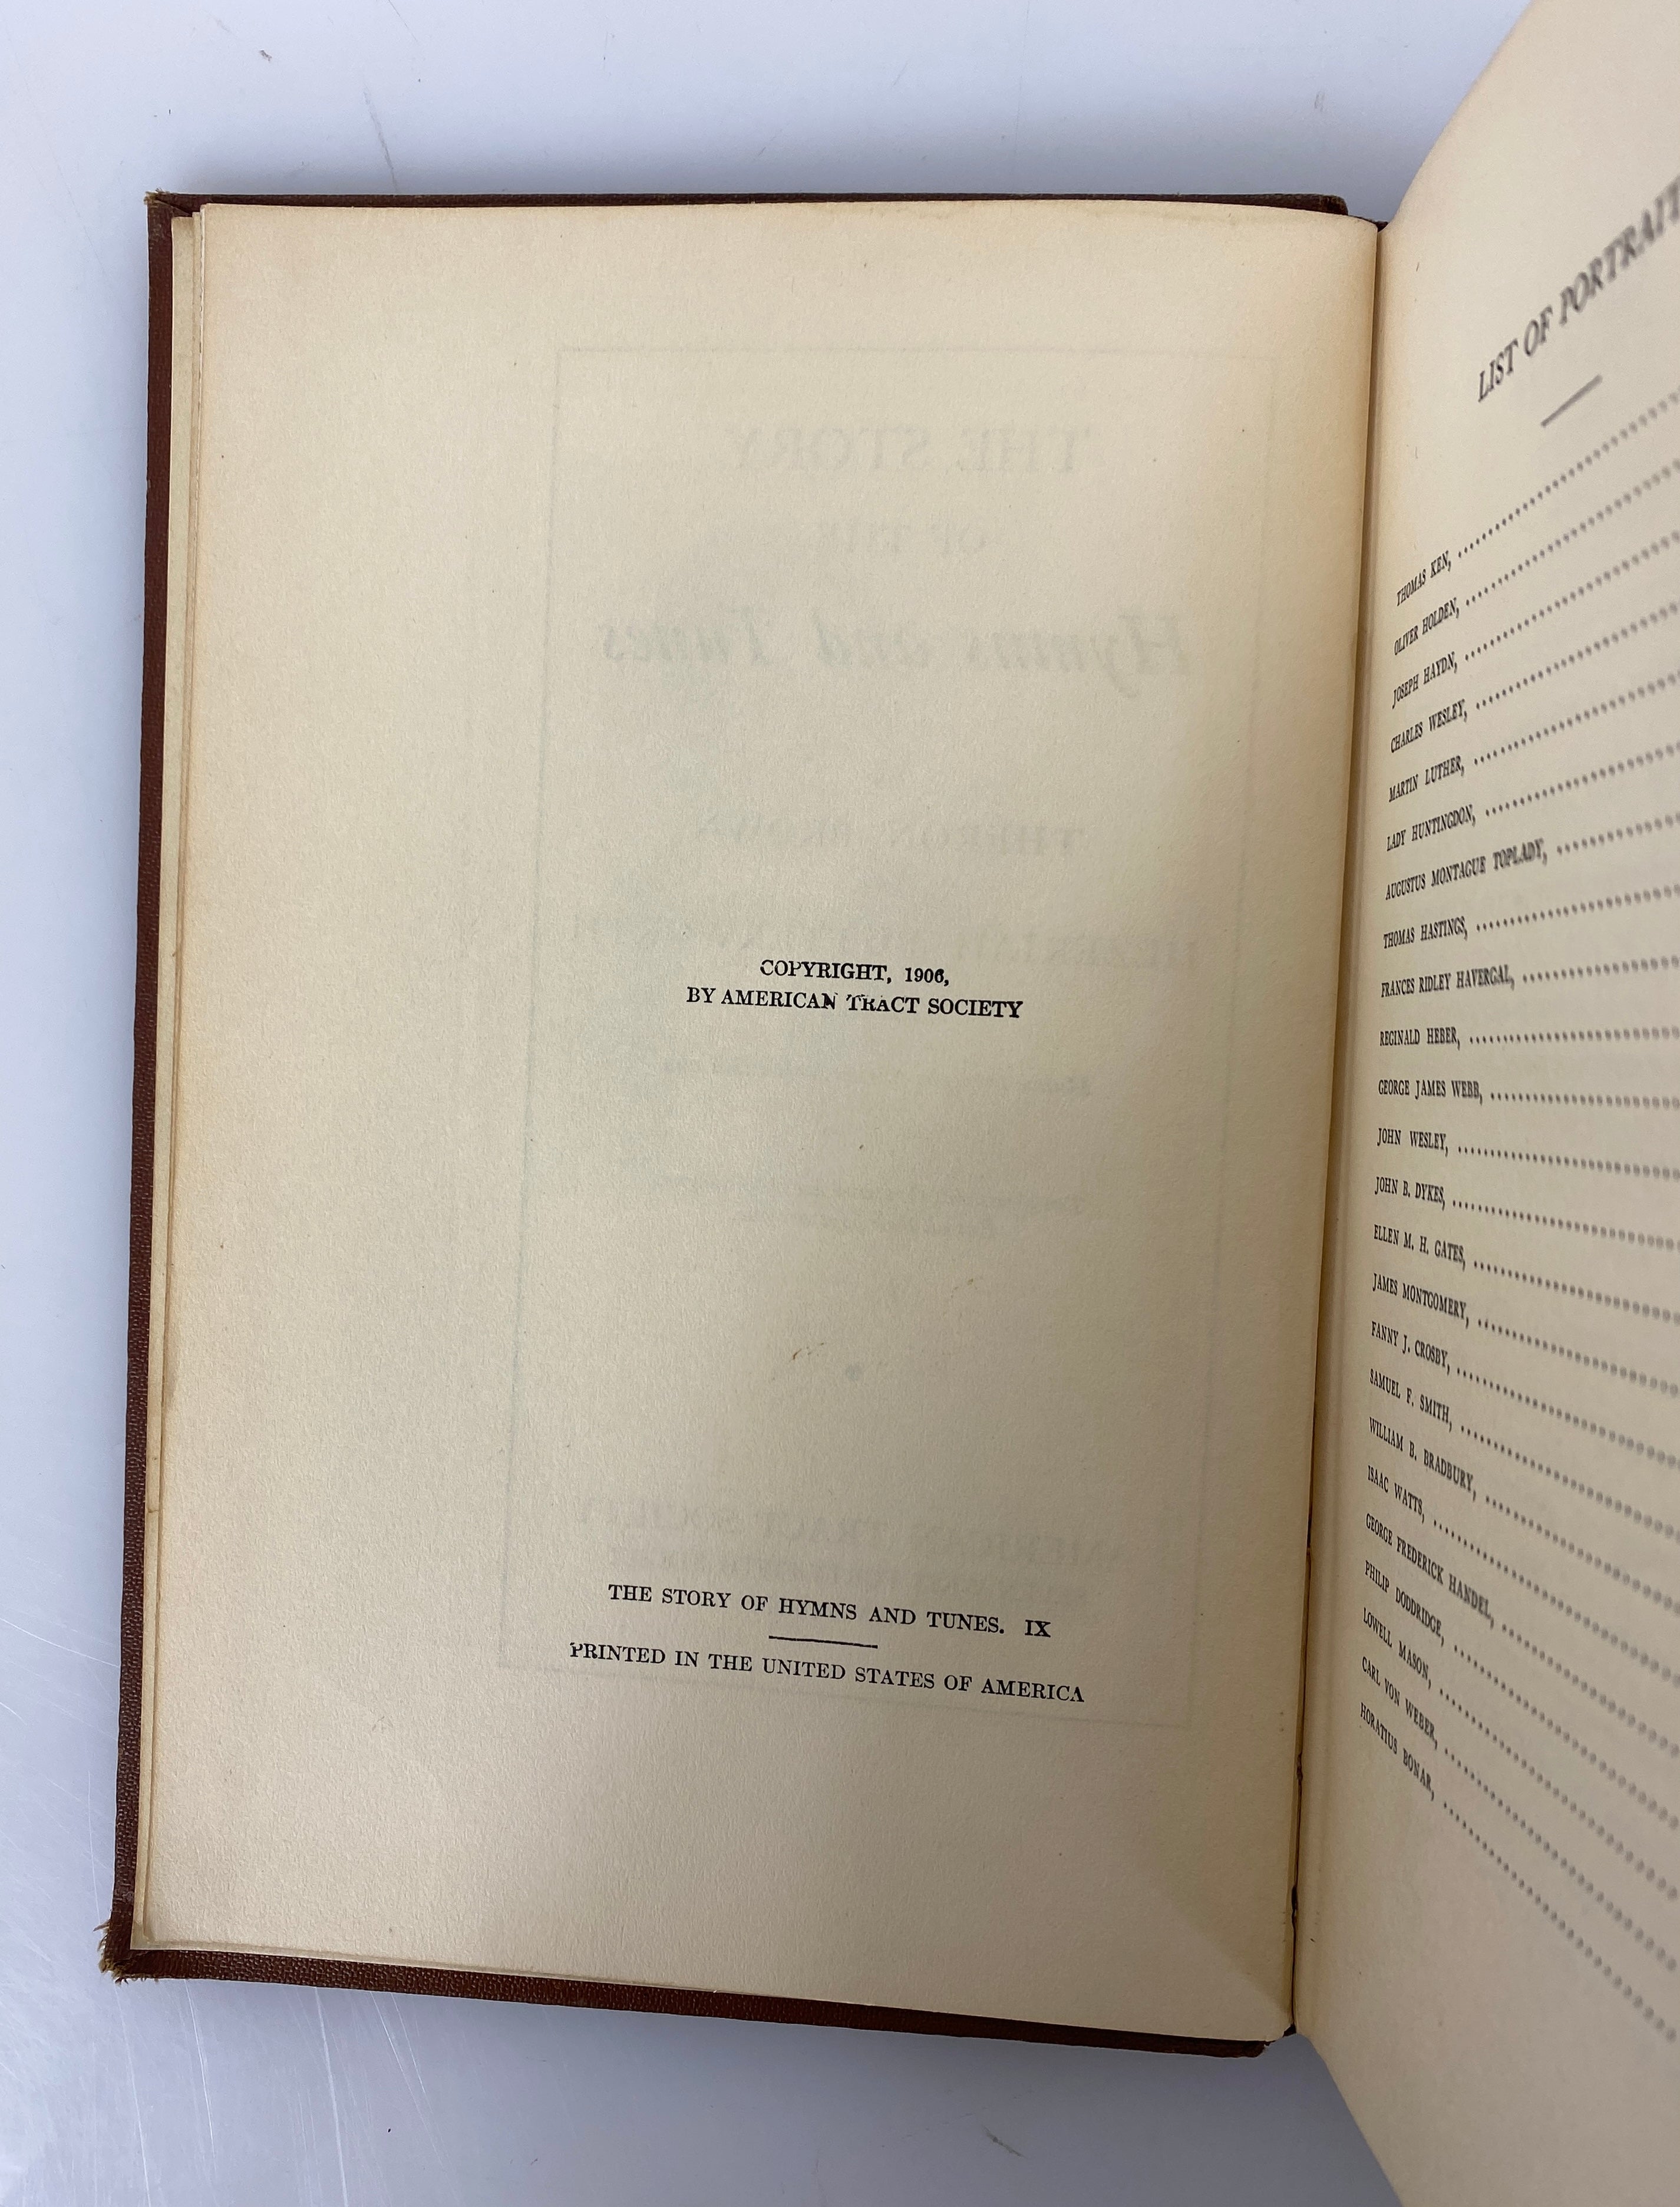 COPYRIGHT, 1906,
BY AMERICAN TRACT SOCIETY
THE STORY OF HYMNS AND TUNES. IX
PRINTED IN THE UNITED STATES OF AMERICA
LIST OF PORTRAIT
THOMAS KEN,
OLIVER HOLDEN,
JOSEPH HAYDN,
CHARLES WESLEY,
MARTIN LUTHER,
LADY HUNTINGDON,
AUGUSTUS MONTAGUE TOPLADY,
THOMAS HASTINGS,
FRANCES RIDLEY HAVERGAL,
REGINALD HEBER,
GEORGE JAMES WEBB,
JOHN WESLEY,
JOHN B. DYKES,
ELLEN M. H. GATES,
JAMES MONTGOMERY,
FANNY J. CROSBY,
SAMUEL F. SMITH,
WILLIAM B. BRADBURY,
ISAAC WATTS,
GEORGE FREDERICK HANDEL,
PHILIP DODDRIDGE,
LOWELL MASON,
CARL VON WEBER,
HORATIUS BONAR,